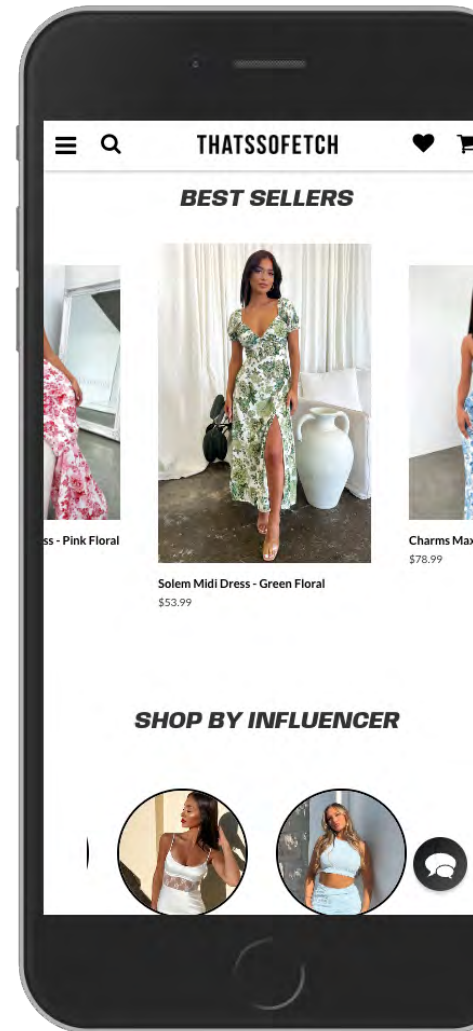 THATSSOFETCH
BEST SELLERS
ss - Pink Floral
Charms Max
$78.99
Solem Midi Dress - Green Floral
$53.99
SHOP BY INFLUENCER